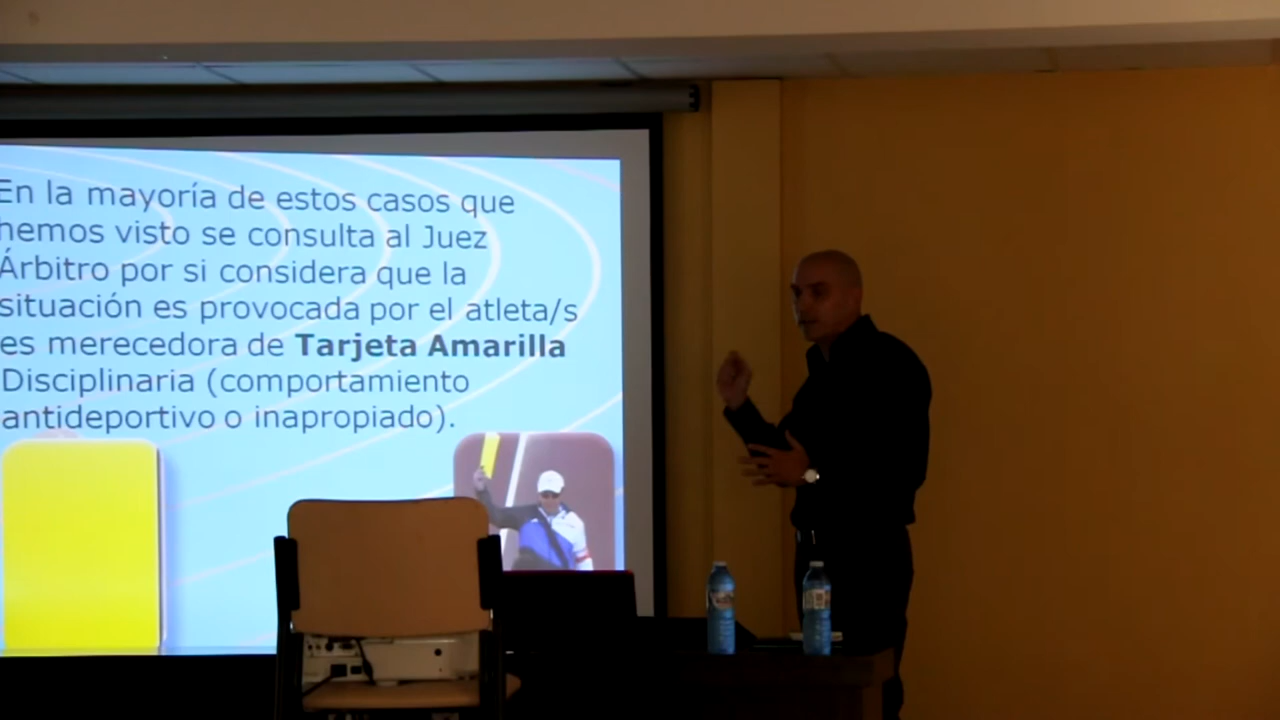 En la mayoría de estos casos que
hemos visto se consulta al Juez
Árbitro por si considera que la
situación es provocada por el atleta/s
es merecedora de Tarjeta Amarilla
Disciplinaria (comportamiento
antideportivo o inapropiado).